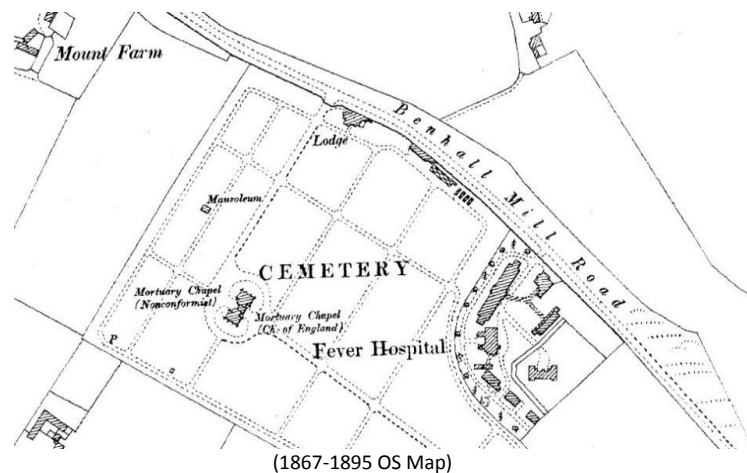 Mount Farm
Benhall Mill Road
Lodge
Mausoleum
CEMETERY
Mortuary Chapel
(Nonconformist)
Mortuary Chapel
(Ch. of England)
Fever Hospital
P
(1867-1895 OS Map)